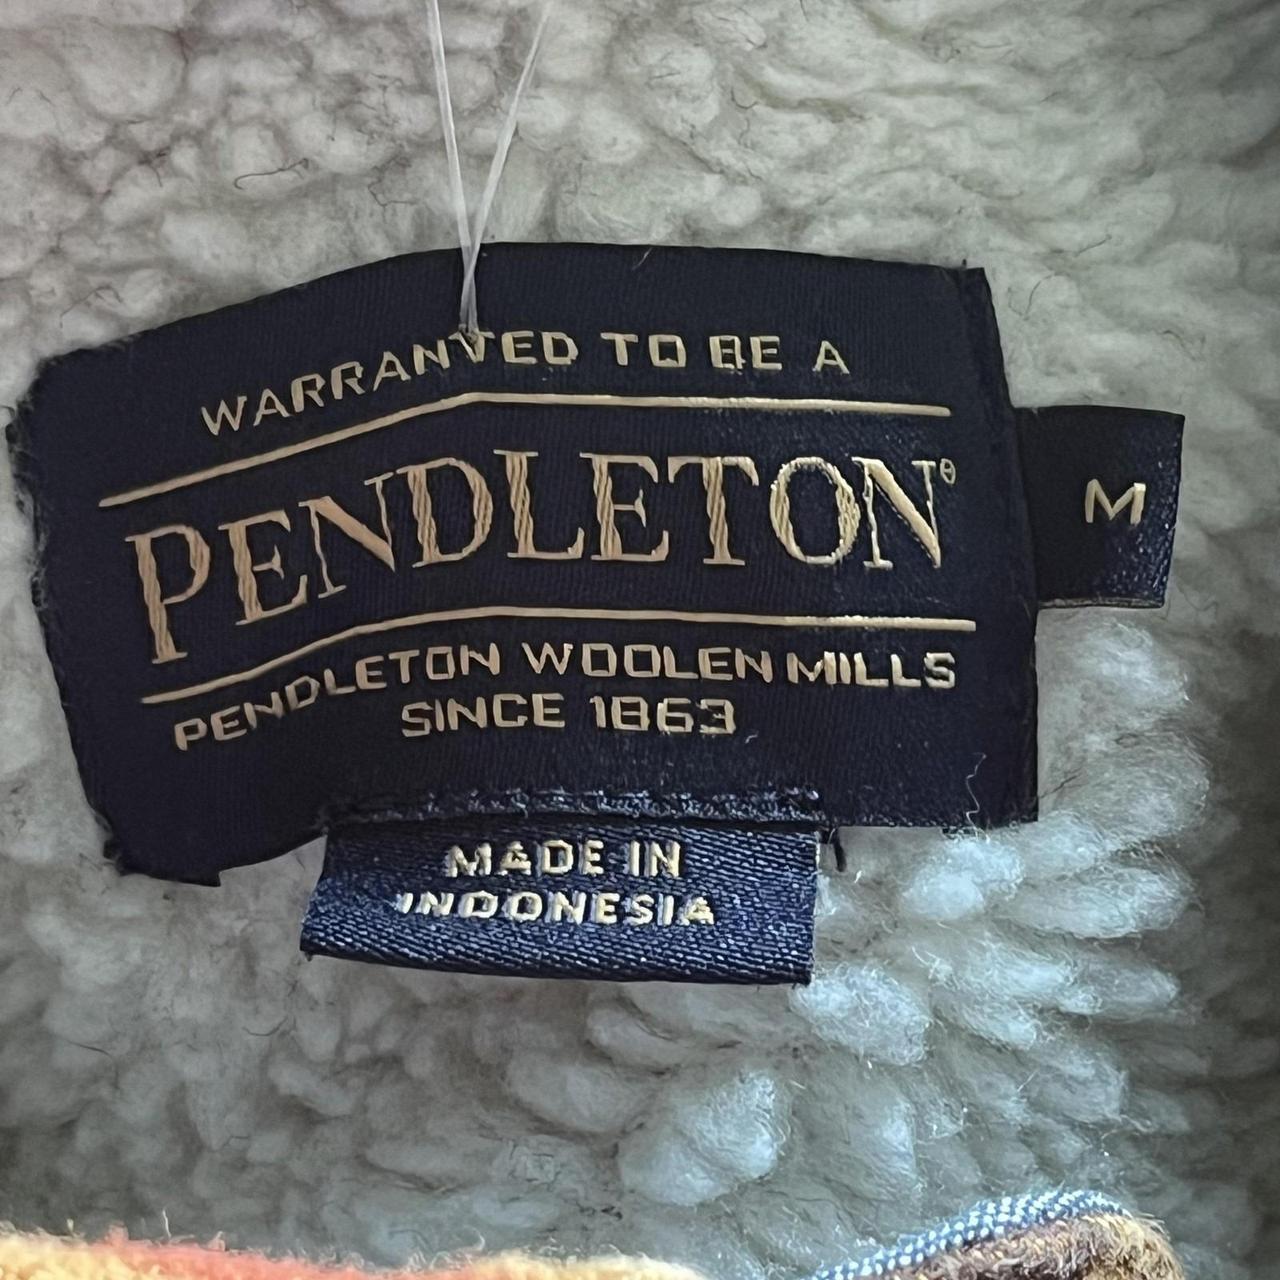 WARRANTED TO BE A
PENDLETON®
M
PENDLETON WOOLEN MILLS
SINCE 1863
MADE IN
INDONESIA